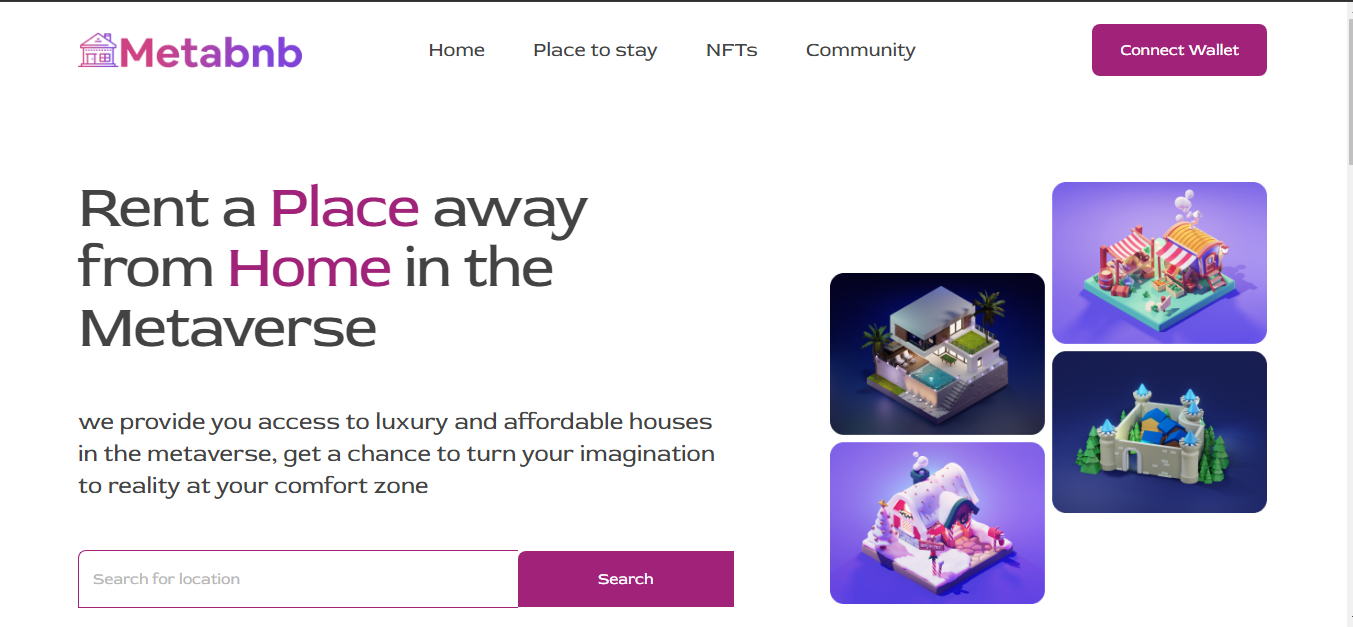 Metabnb
Home
Place to stay
NFTs
Community
Connect Wallet
Rent a Place away
from Home in the
Metaverse
we provide you access to luxury and affordable houses
in the metaverse, get a chance to turn your imagination
to reality at your comfort zone
Search for location
Search